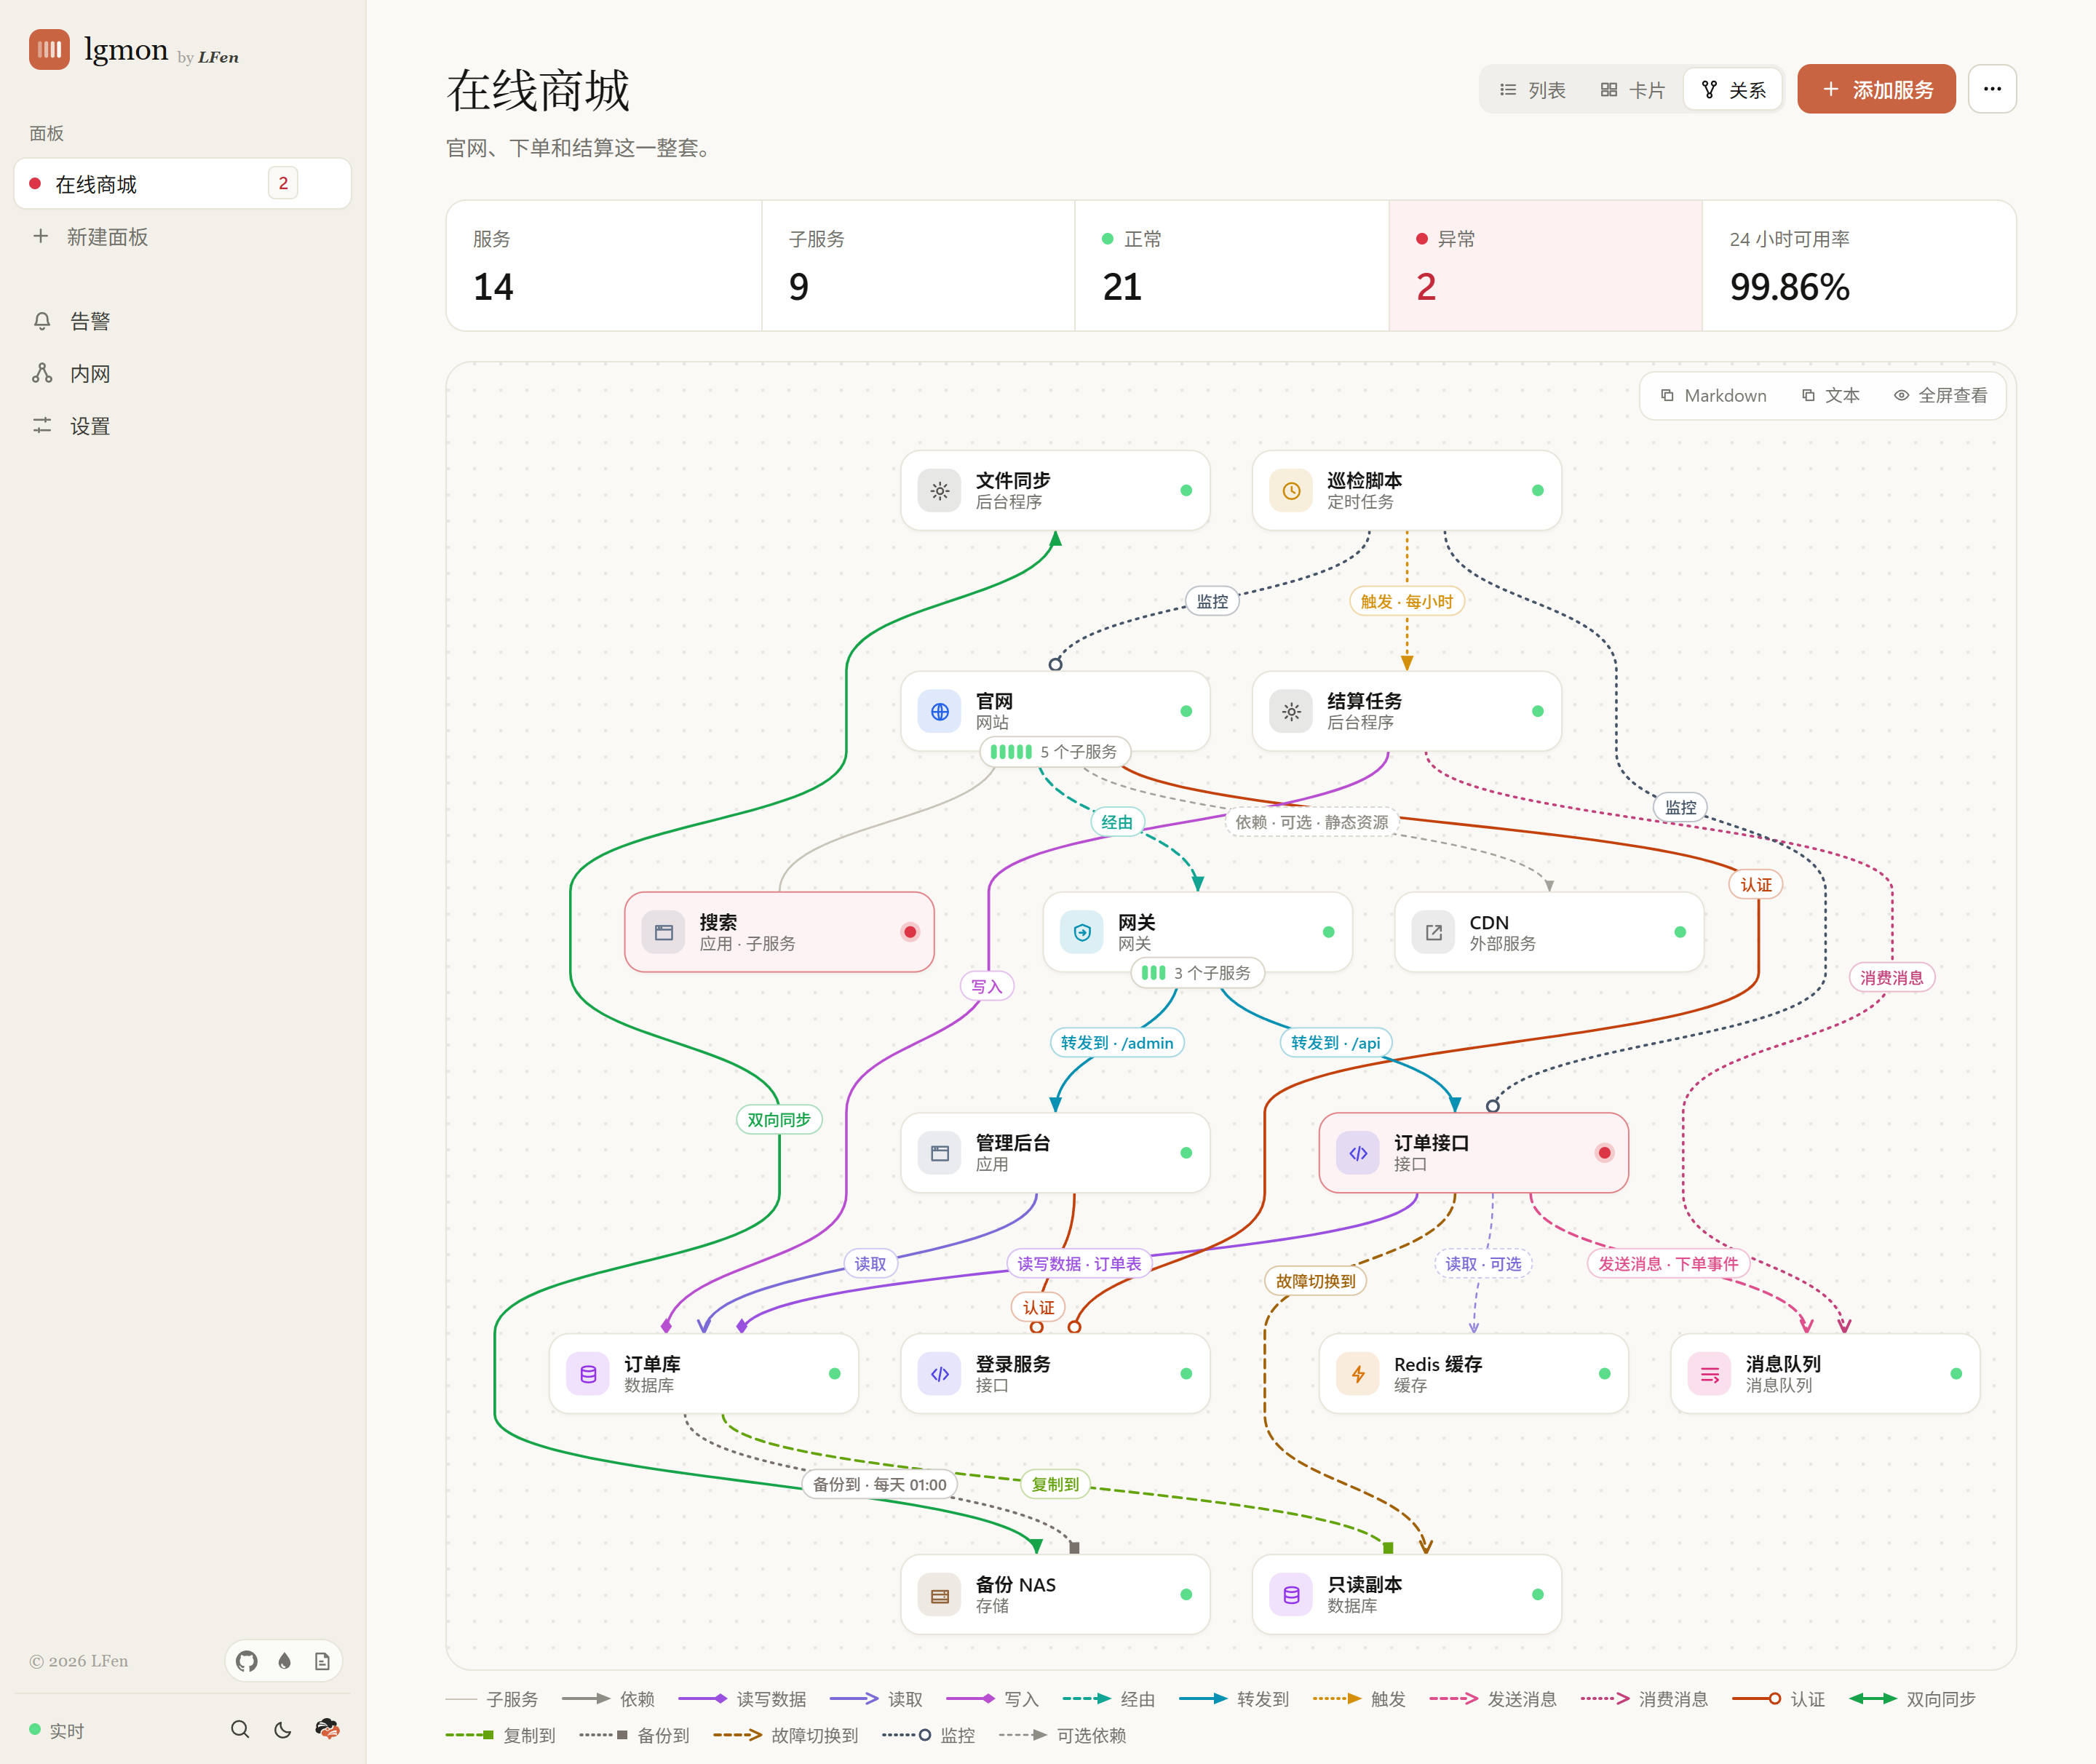 lgmon by LFen
面板
在线商城 2
新建面板
告警
内网
设置
© 2026 LFen
实时
在线商城
列表 卡片 关系 添加服务
官网、下单和结算这一整套。
服务 子服务 正常 异常 24 小时可用率
14 9 21 2 99.86%
Markdown 文本 全屏查看
文件同步 巡检脚本
后台程序 定时任务
监控 触发 · 每小时
官网 结算任务
网站 后台程序
5 个子服务
监控
经由 依赖 · 可选 · 静态资源
认证
搜索 网关 CDN
应用 · 子服务 网关 外部服务
3 个子服务 消费消息
写入
转发到 · /admin 转发到 · /api
双向同步
管理后台 订单接口
应用 接口
读取 读写数据 · 订单表 读取 · 可选 发送消息 · 下单事件
故障切换到
认证
订单库 登录服务 Redis 缓存 消息队列
数据库 接口 缓存 消息队列
备份到 · 每天 01:00 复制到
备份 NAS 只读副本
存储 数据库
子服务 依赖 读写数据 读取 写入 经由 转发到 触发 发送消息 消费消息 认证 双向同步
复制到 备份到 故障切换到 监控 可选依赖